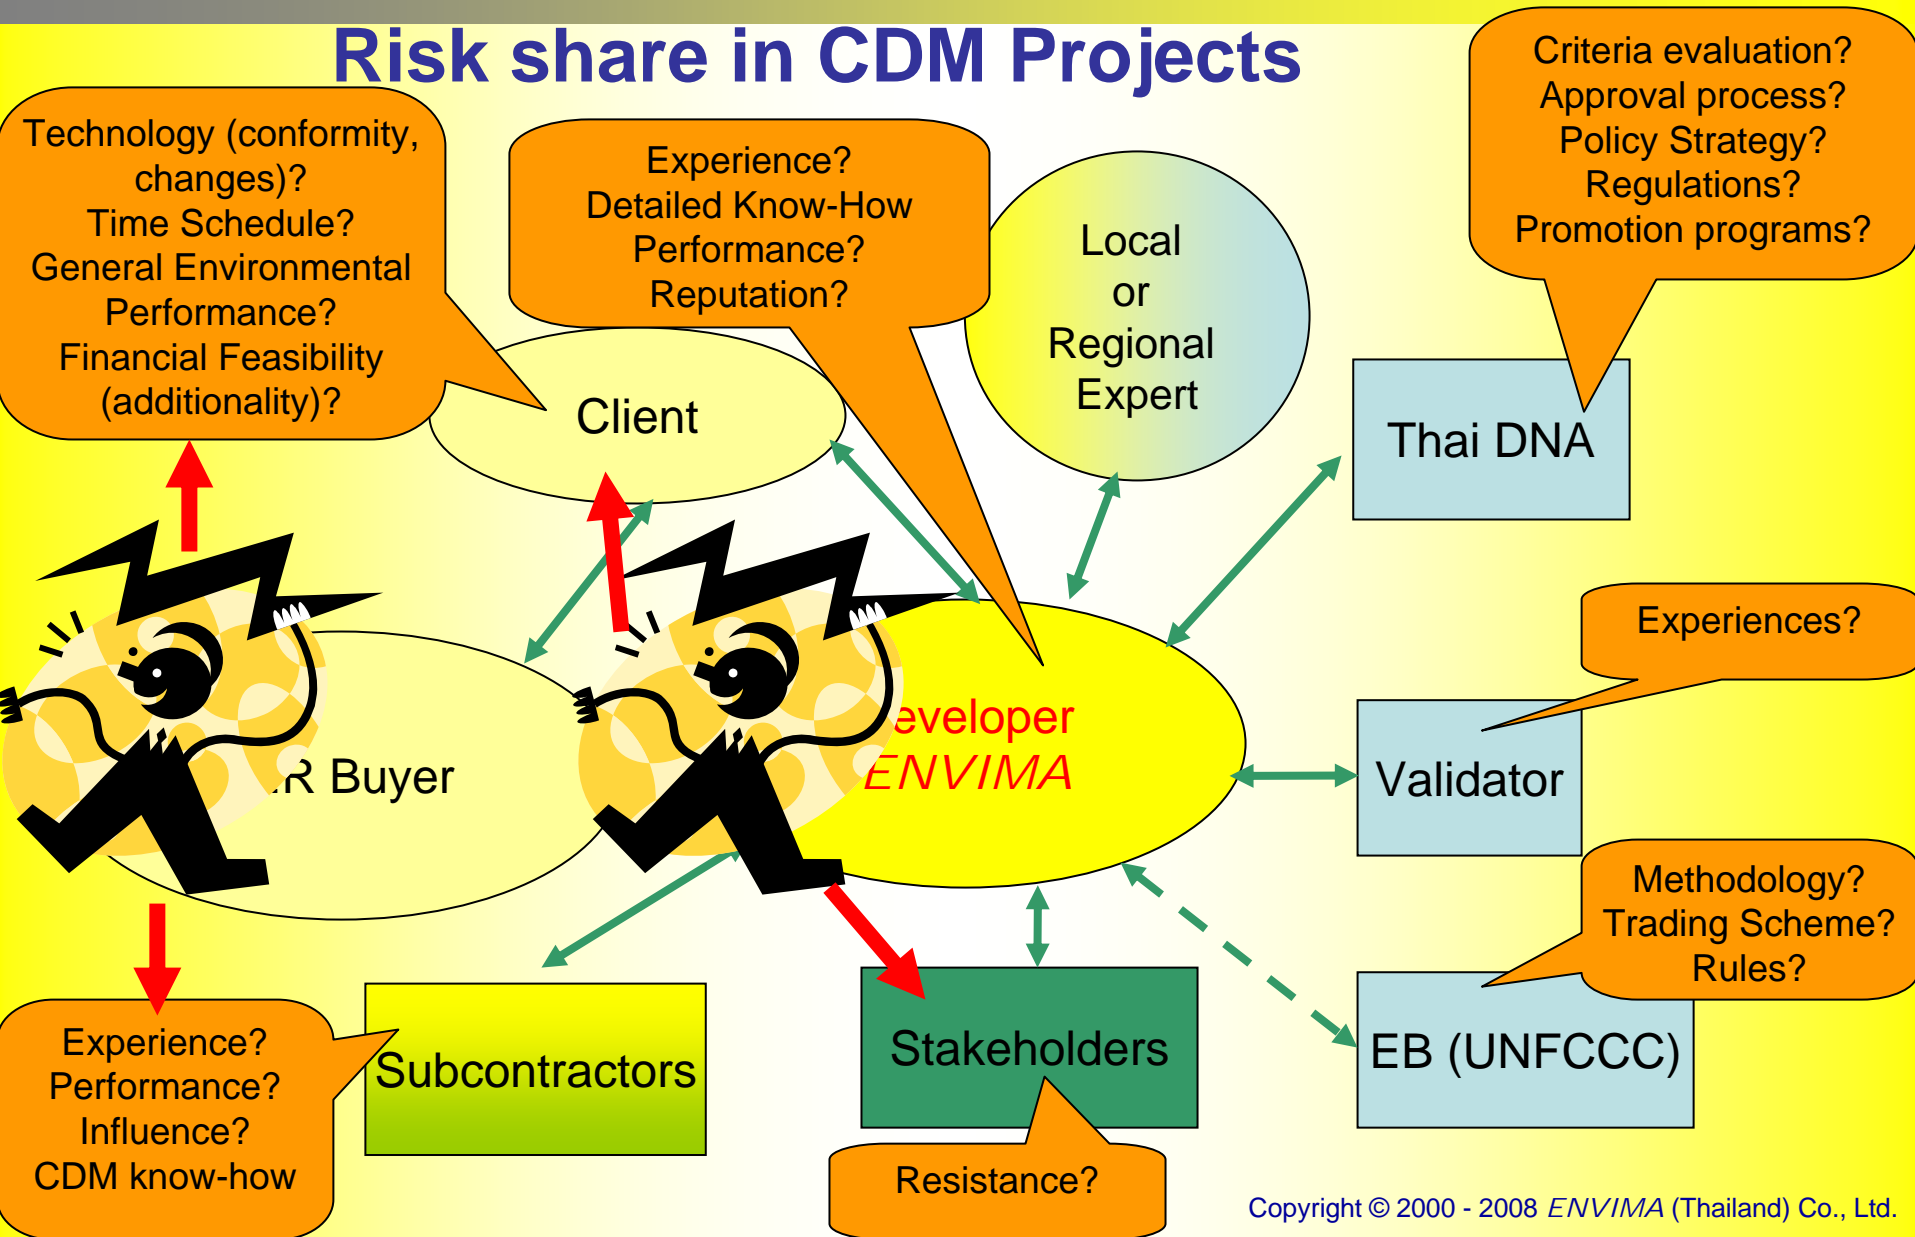 Risk share in CDM Projects
Technology (conformity,
changes)?
Time Schedule?
General Environmental
Performance?
Financial Feasibility
(additionality)?
Experience?
Detailed Know-How
Performance?
Reputation?
Local
or
Regional
Expert
Criteria evaluation?
Approval process?
Policy Strategy?
Regulations?
Promotion programs?
Client
Thai DNA
Experiences?
eveloper
ENVIMA
R Buyer
Validator
Methodology?
Trading Scheme?
Rules?
Experience?
Performance?
Influence?
CDM know-how
Subcontractors
Stakeholders
EB (UNFCCC)
Resistance?
Copyright © 2000 - 2008 ENVIMA (Thailand) Co., Ltd.